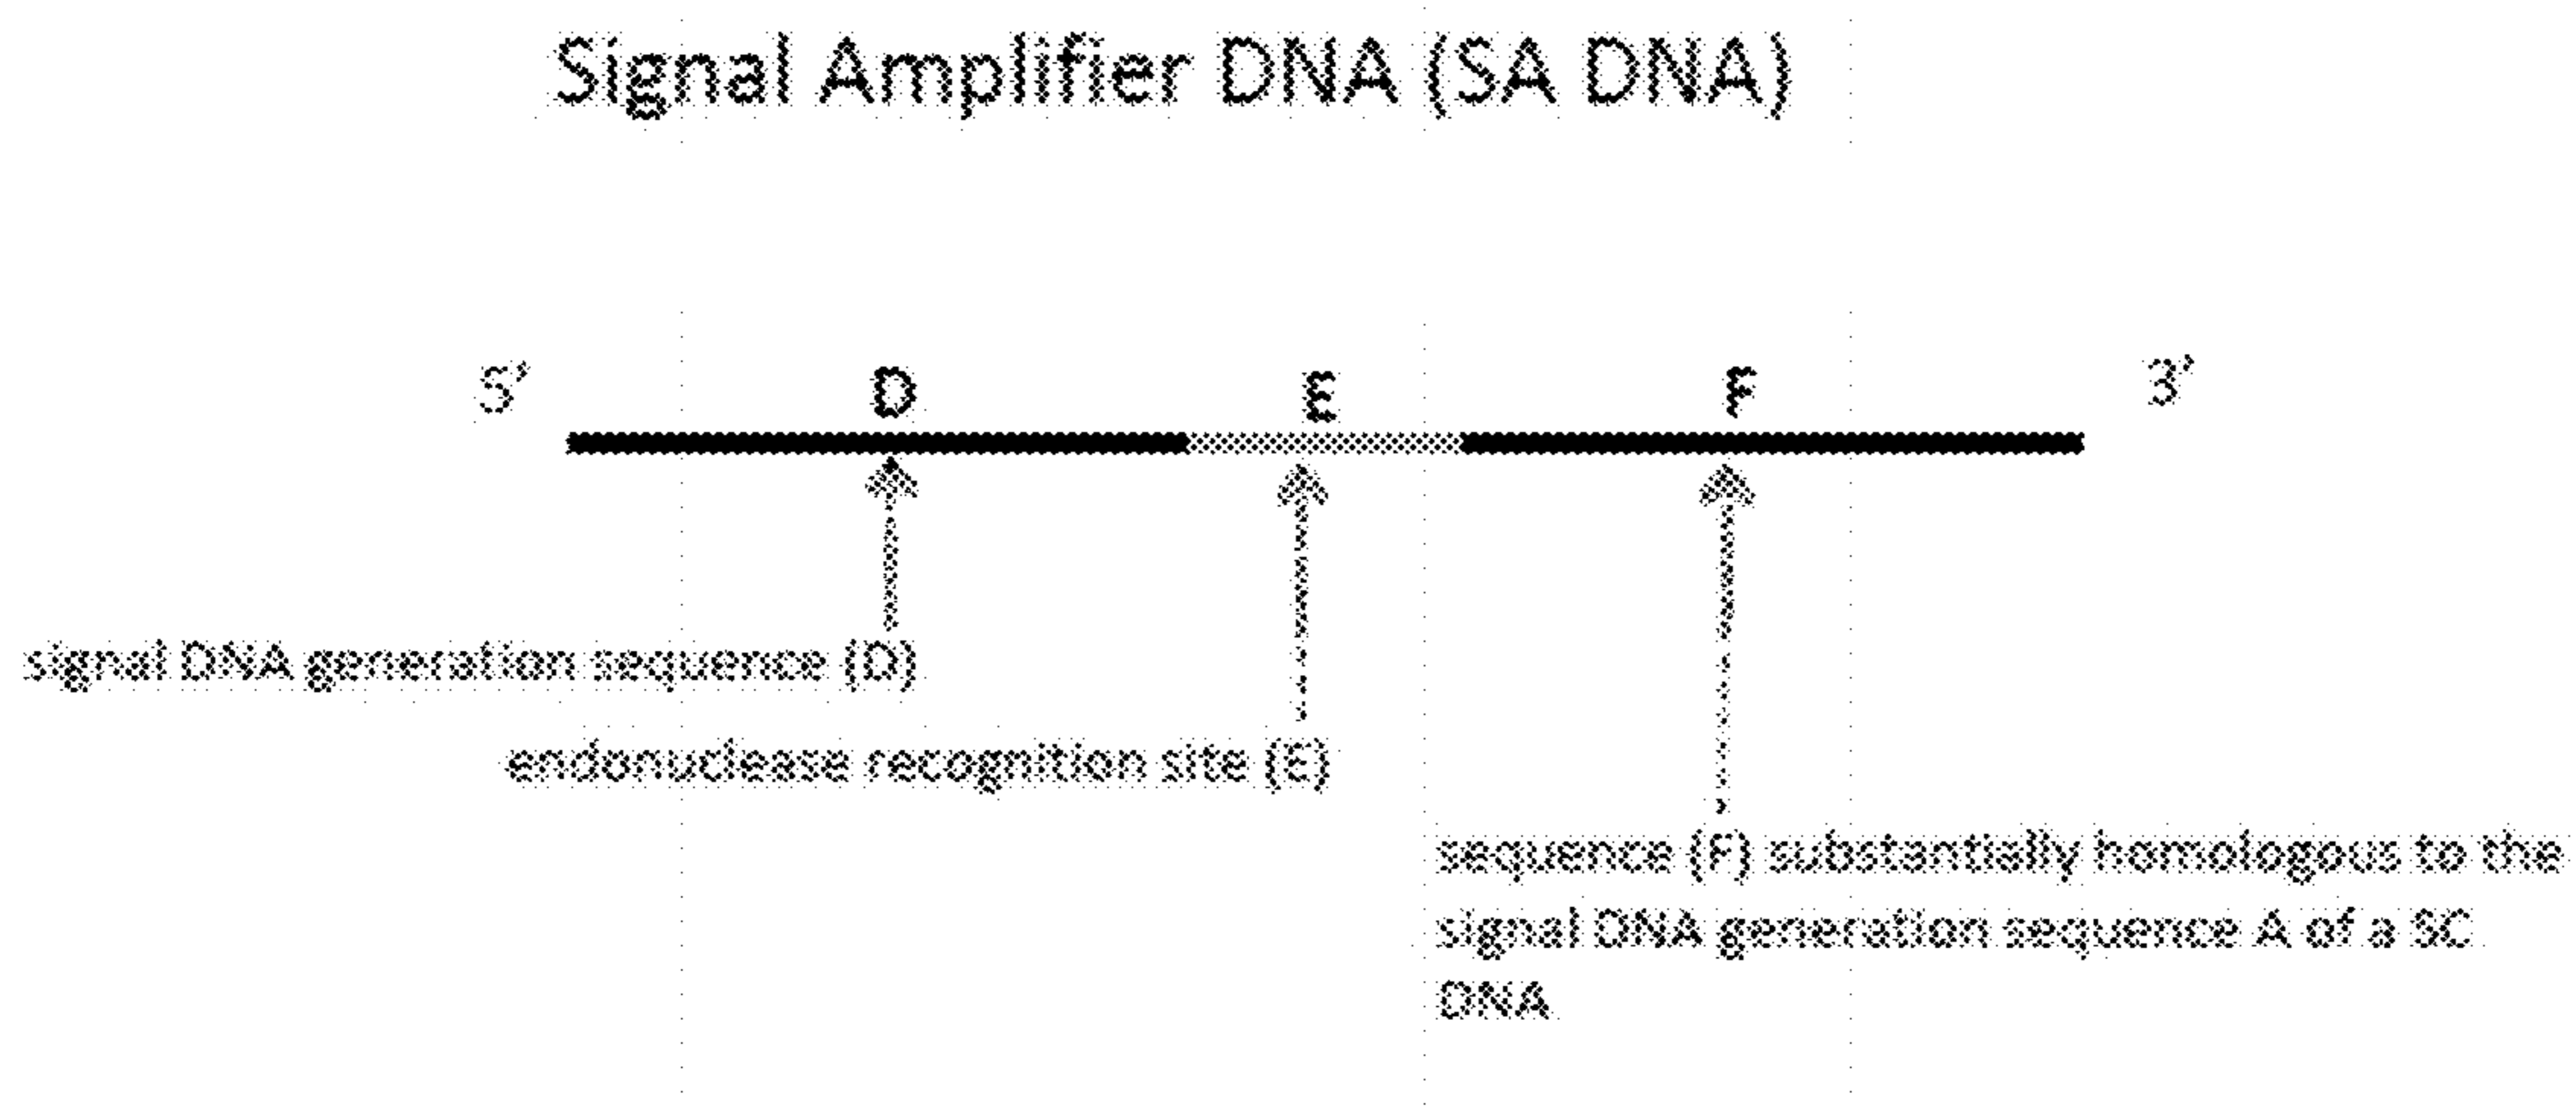 Signal Amplifier DNA (SA DNA)
5' D E F 3'
signal DNA generation sequence (D)
endonuclease recognition site (E)
sequence (F) substantially homologous to the
signal DNA generation sequence A of a SC
DNA